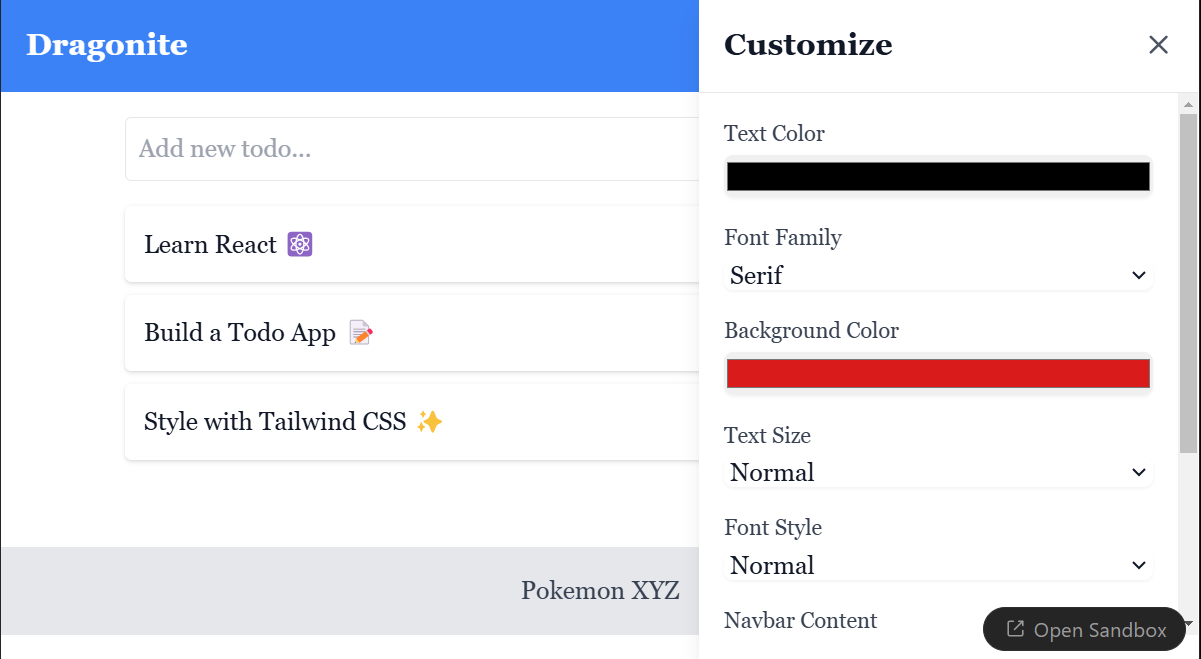 Dragonite
Add new todo...
Learn React ⚛️
Build a Todo App 📝
Style with Tailwind CSS ✨
Pokemon XYZ
Customize
Text Color
Font Family
Serif
Background Color
Text Size
Normal
Font Style
Normal
Navbar Content
Open Sandbox